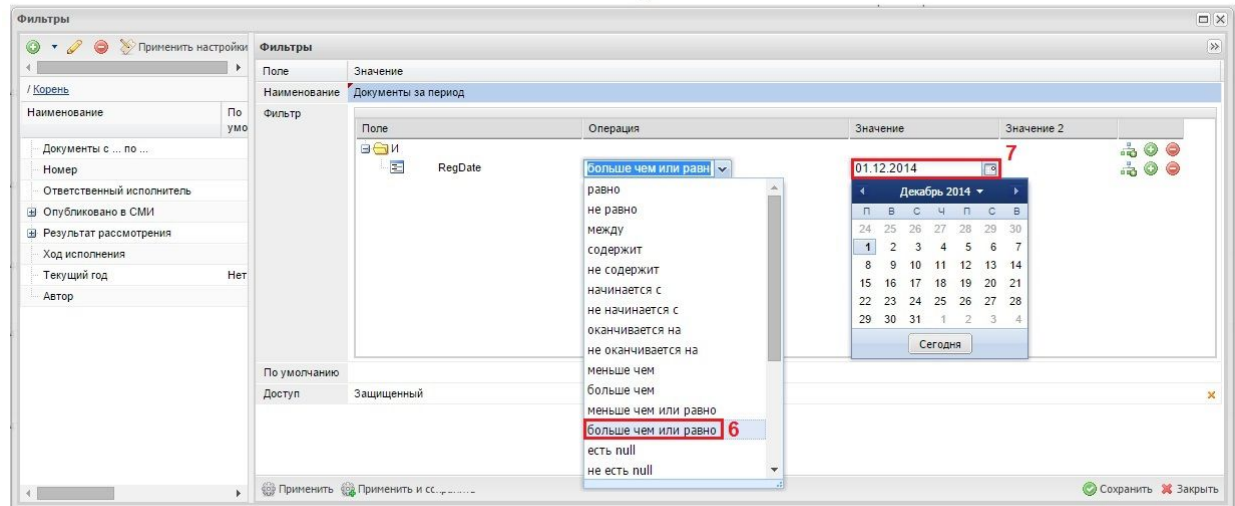 Фильтры
Применить настройки
/ Корень
Наименование По умо
Документы с ... по ...
Номер
Ответственный исполнитель
Опубликовано в СМИ
Результат рассмотрения
Ход исполнения
Текущий год Нет
Автор
Фильтры
Поле Значение
Наименование Документы за период
Фильтр
Поле Операция Значение Значение 2
И
7
RegDate больше чем или равн 01.12.2014
равно
не равно
между
содержит
не содержит
начинается с
не начинается с
оканчивается на
не оканчивается на
меньше чем
больше чем
меньше чем или равно
больше чем или равно 6
есть null
не есть null
Декабрь 2014
П В С Ч П С В
24 25 26 27 28 29 30
1 2 3 4 5 6 7
8 9 10 11 12 13 14
15 16 17 18 19 20 21
22 23 24 25 26 27 28
29 30 31 1 2 3 4
Сегодня
По умолчанию
Доступ Защищенный
Применить Применить и Сохранить Закрыть